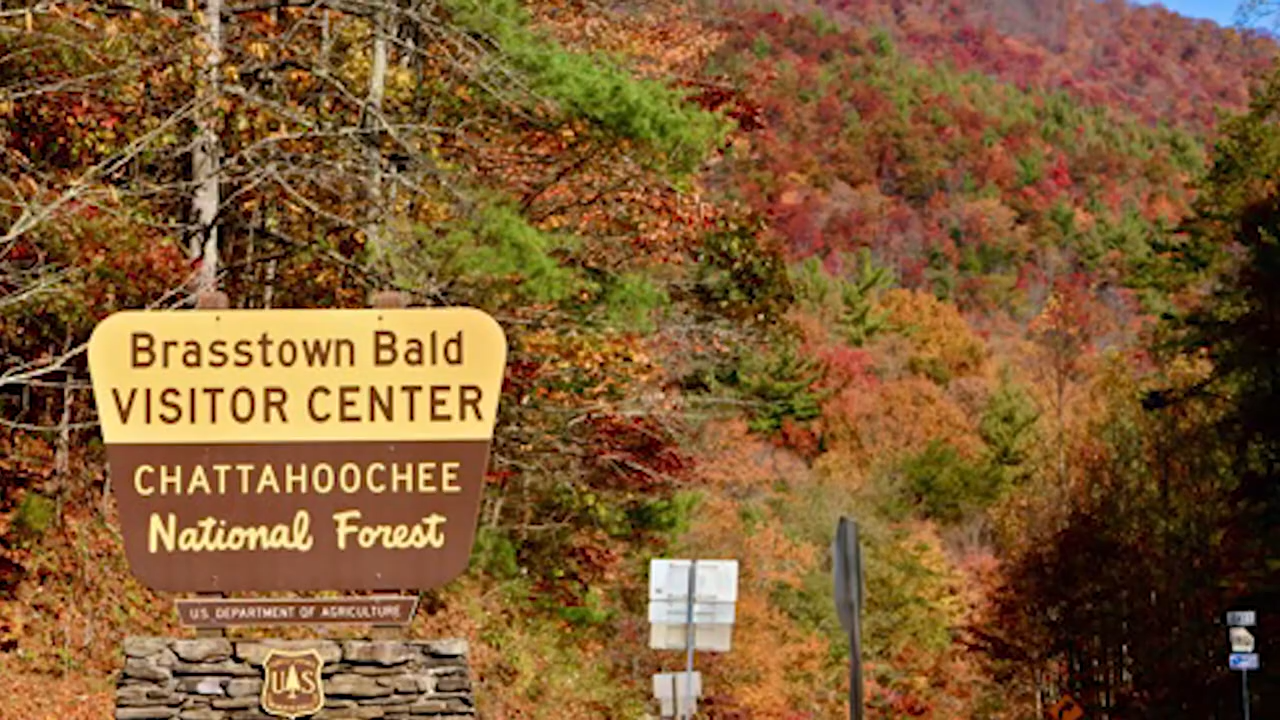 Brasstown Bald
VISITOR CENTER
CHATTAHOOCHEE
National Forest
U.S. DEPARTMENT OF AGRICULTURE
US